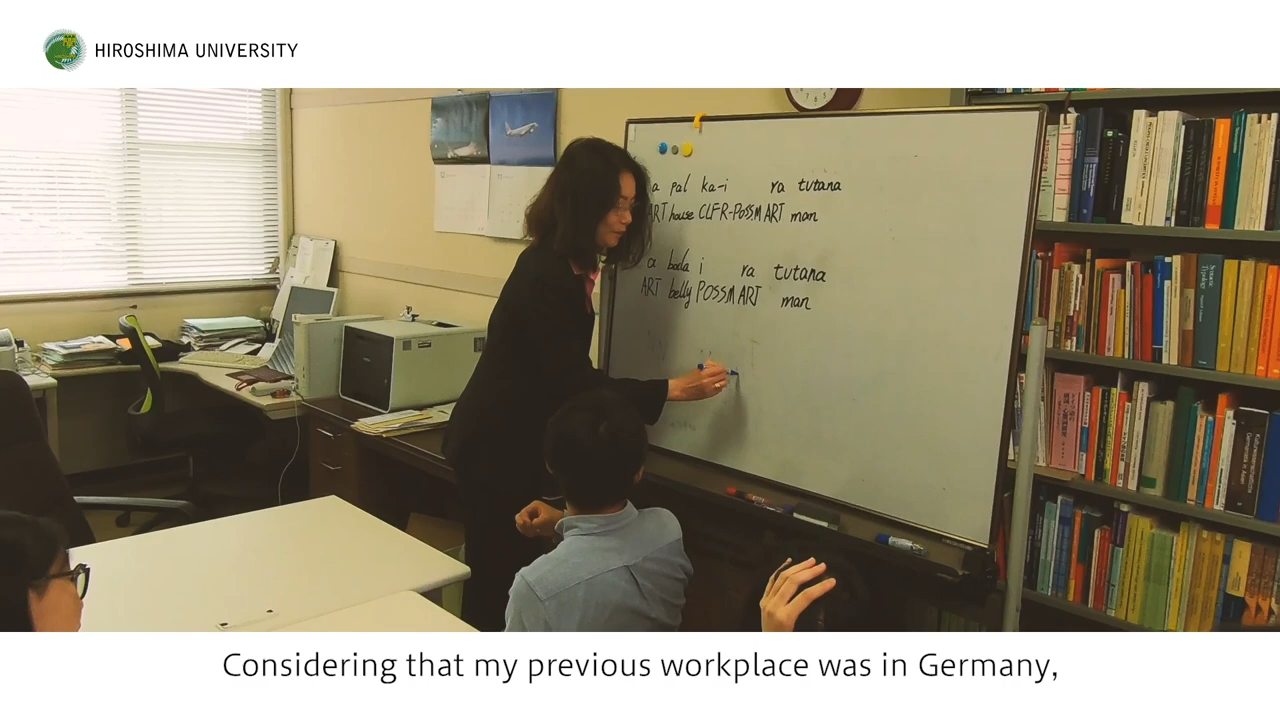 HIROSHIMA UNIVERSITY
a pal ka-i ra tutana
ART house CLFR-POSSM ART man
a bala i ra tutana
ART belly POSSM ART man
Considering that my previous workplace was in Germany,